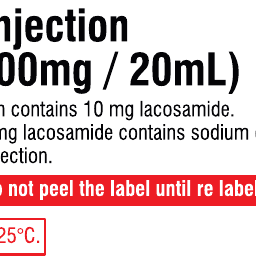 njection
00mg / 20mL)
n contains 10 mg lacosamide.
mg lacosamide contains sodium
ection.
not peel the label until re label
25°C.